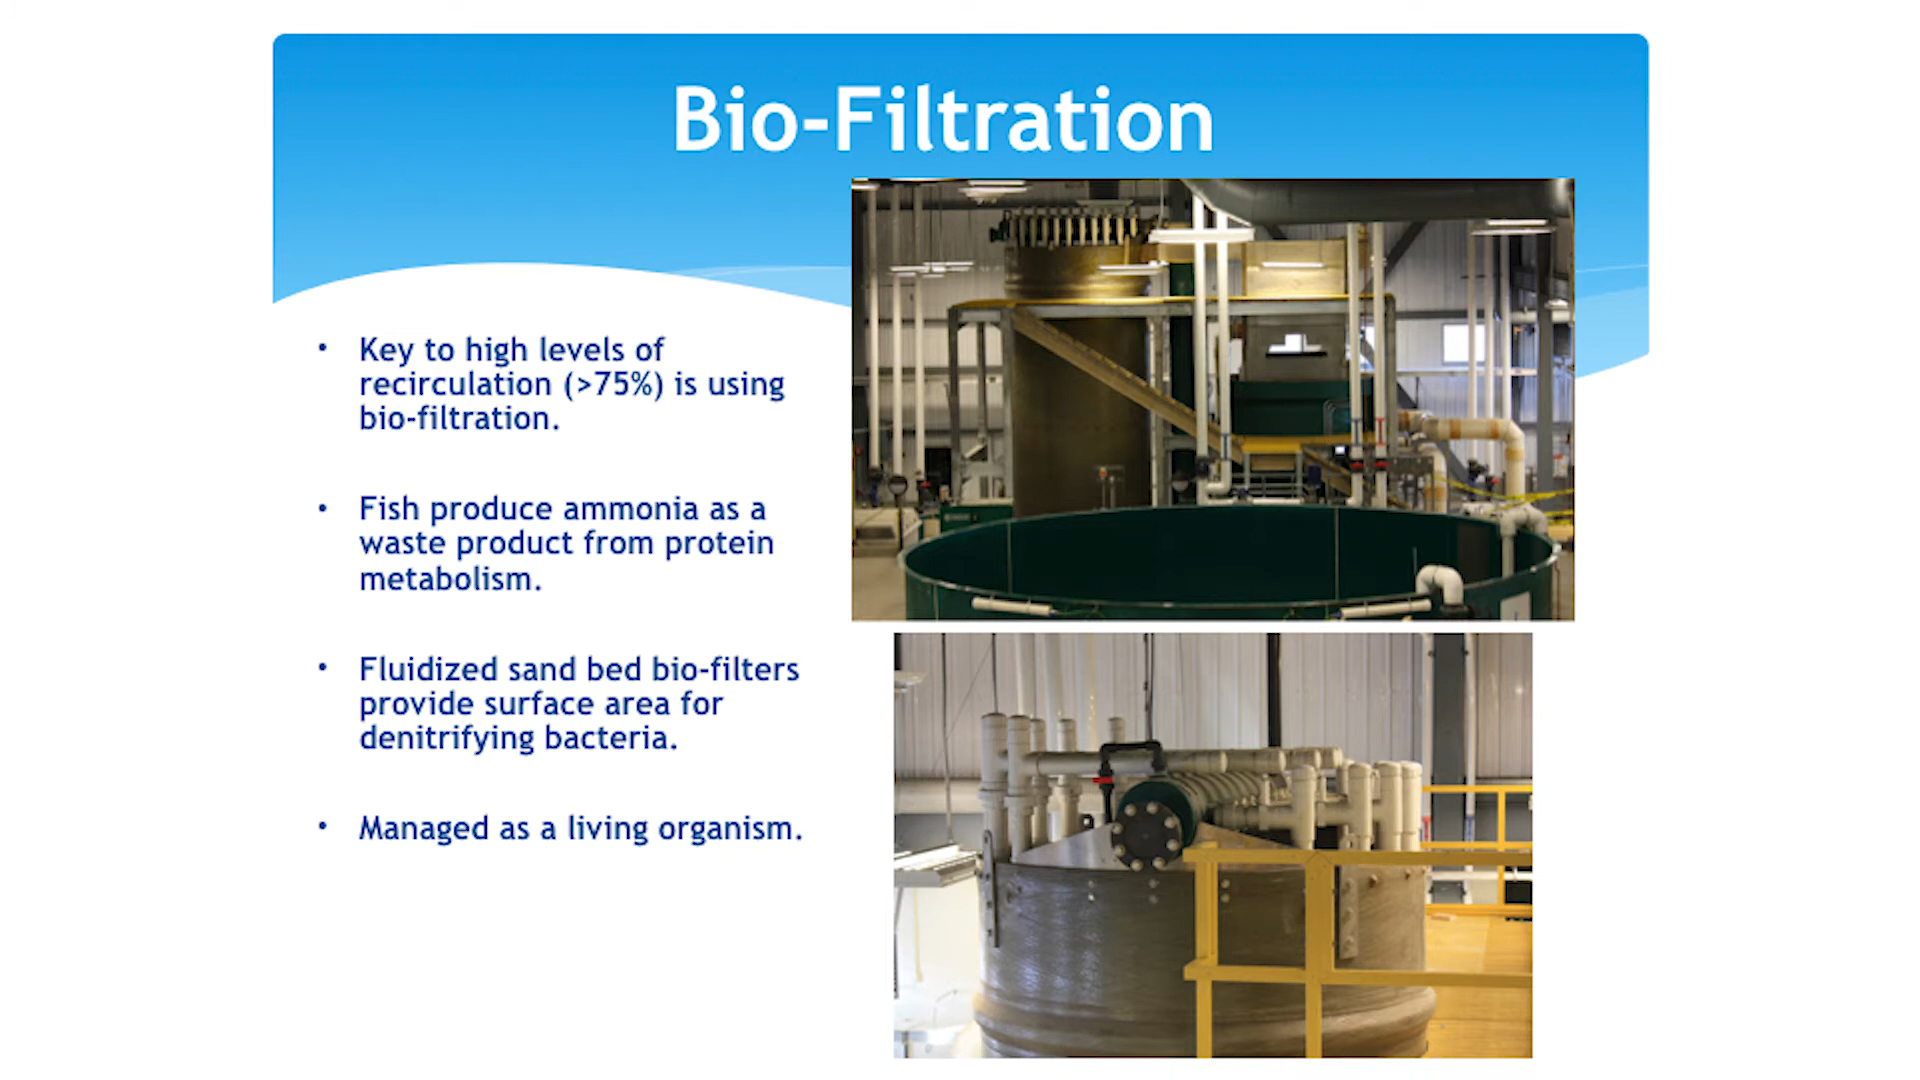 Bio-Filtration
• Key to high levels of
recirculation (>75%) is using
bio-filtration.
• Fish produce ammonia as a
waste product from protein
metabolism.
• Fluidized sand bed bio-filters
provide surface area for
denitrifying bacteria.
• Managed as a living organism.